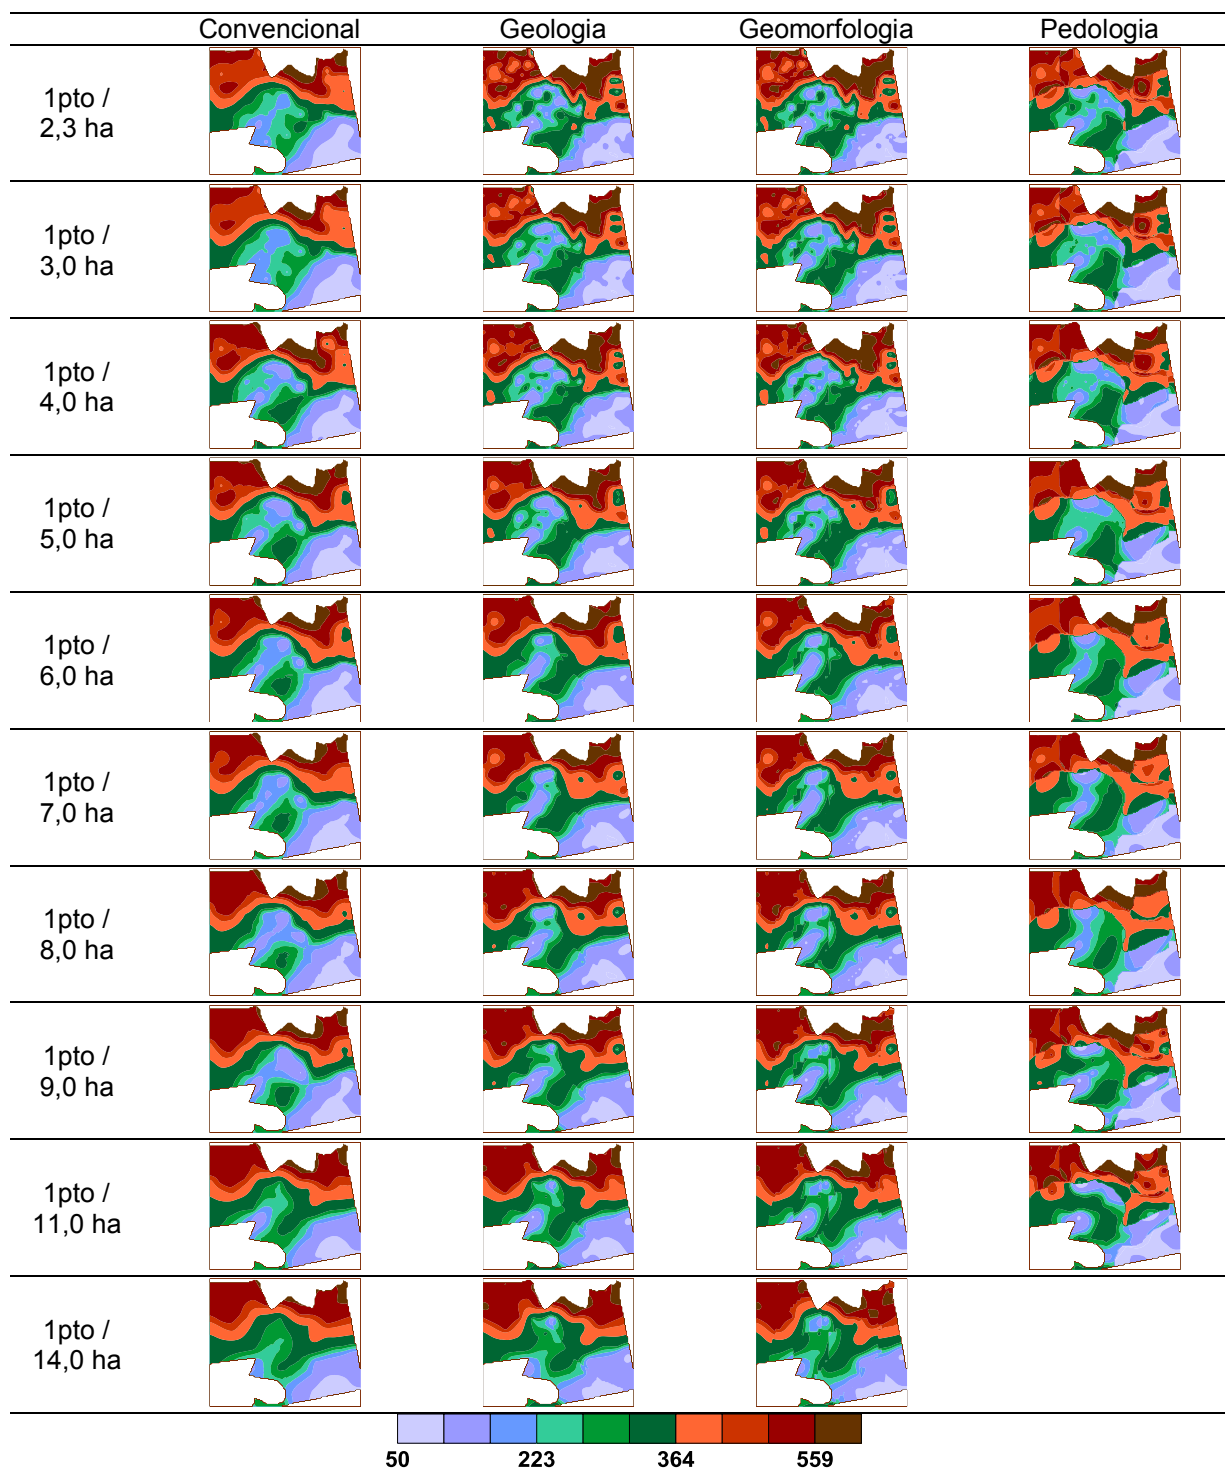 Convencional Geologia Geomorfologia Pedologia
1pto /
2,3 ha
1pto /
3,0 ha
1pto /
4,0 ha
1pto /
5,0 ha
1pto /
6,0 ha
1pto /
7,0 ha
1pto /
8,0 ha
1pto /
9,0 ha
1pto /
11,0 ha
1pto /
14,0 ha
50 223 364 559